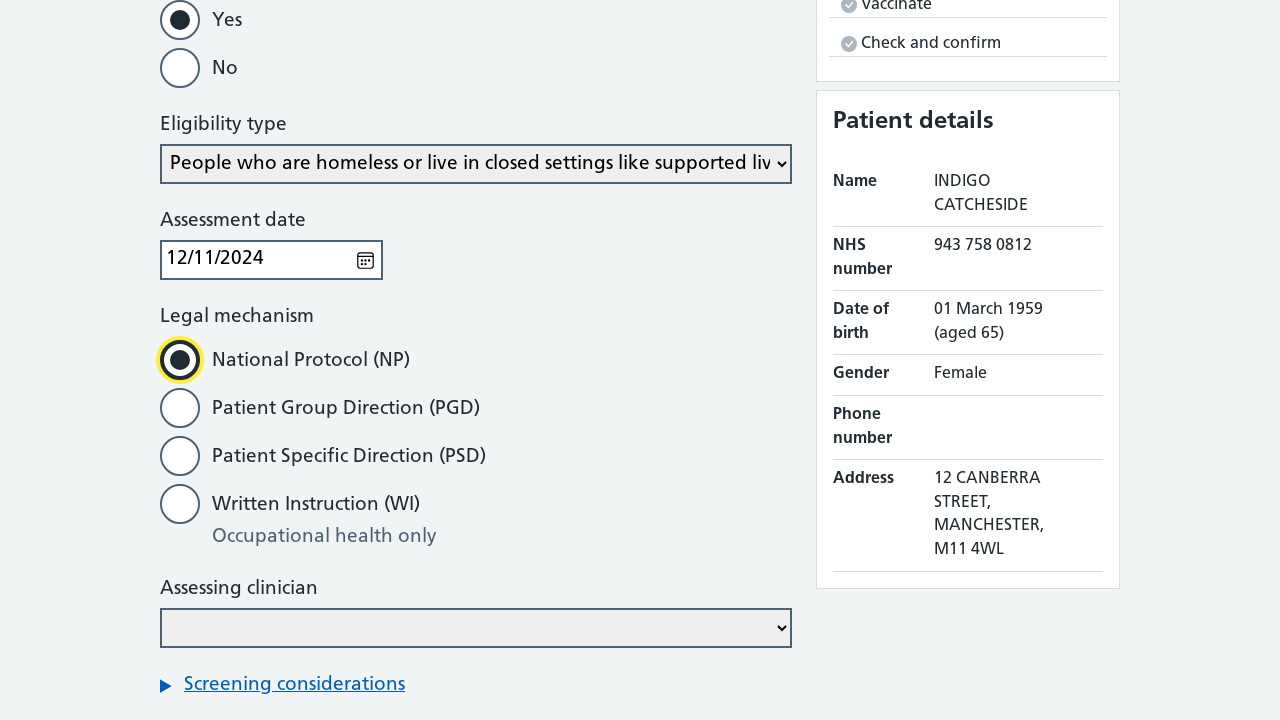 Yes
No
Eligibility type
People who are homeless or live in closed settings like supported liv
Assessment date
12/11/2024
Legal mechanism
National Protocol (NP)
Patient Group Direction (PGD)
Patient Specific Direction (PSD)
Written Instruction (WI)
Occupational health only
Assessing clinician
Screening considerations
Vaccinate
Check and confirm
Patient details
Name INDIGO
CATCHESIDE
NHS 943 758 0812
number
Date of 01 March 1959
birth (aged 65)
Gender Female
Phone
number
Address 12 CANBERRA
STREET,
MANCHESTER,
M11 4WL